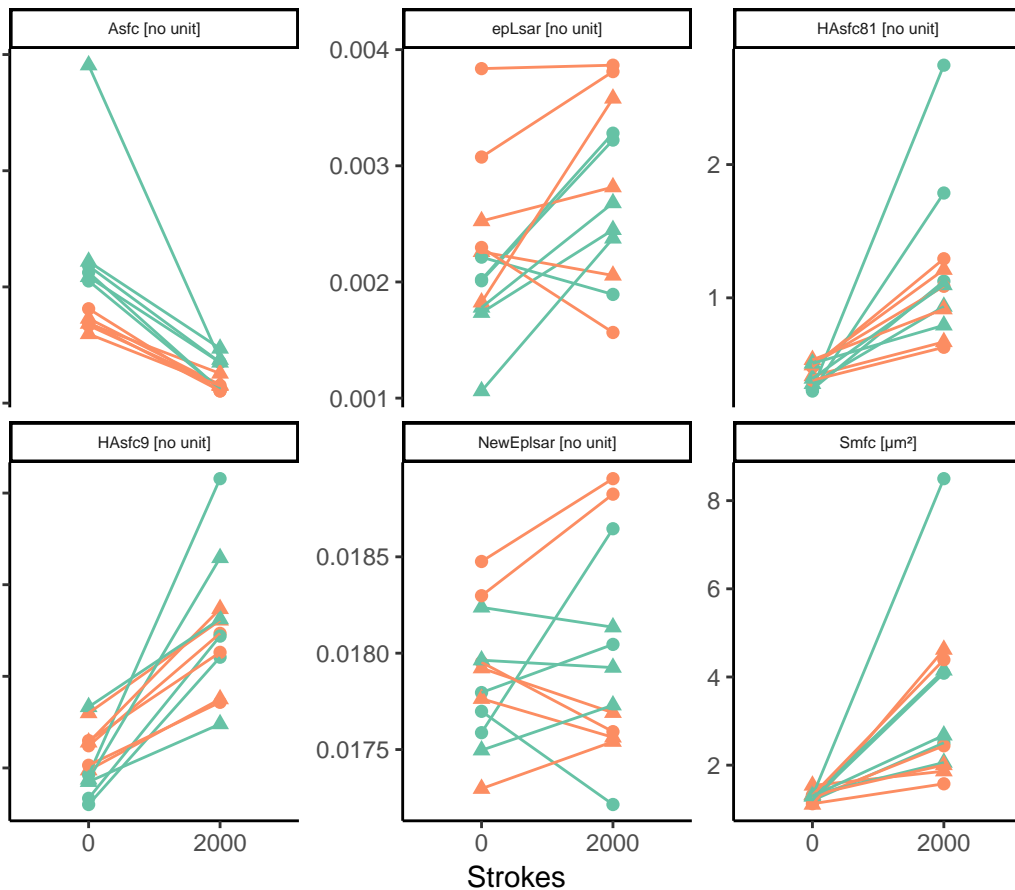 Asfc [no unit]
epLsar [no unit]
HAsfc81 [no unit]
0.004
0.003
0.002
0.001
2
1
HAsfc9 [no unit]
NewEplsar [no unit]
Smfc [µm²]
0.0185
0.0180
0.0175
8
6
4
2
0 2000
0 2000
0 2000
Strokes